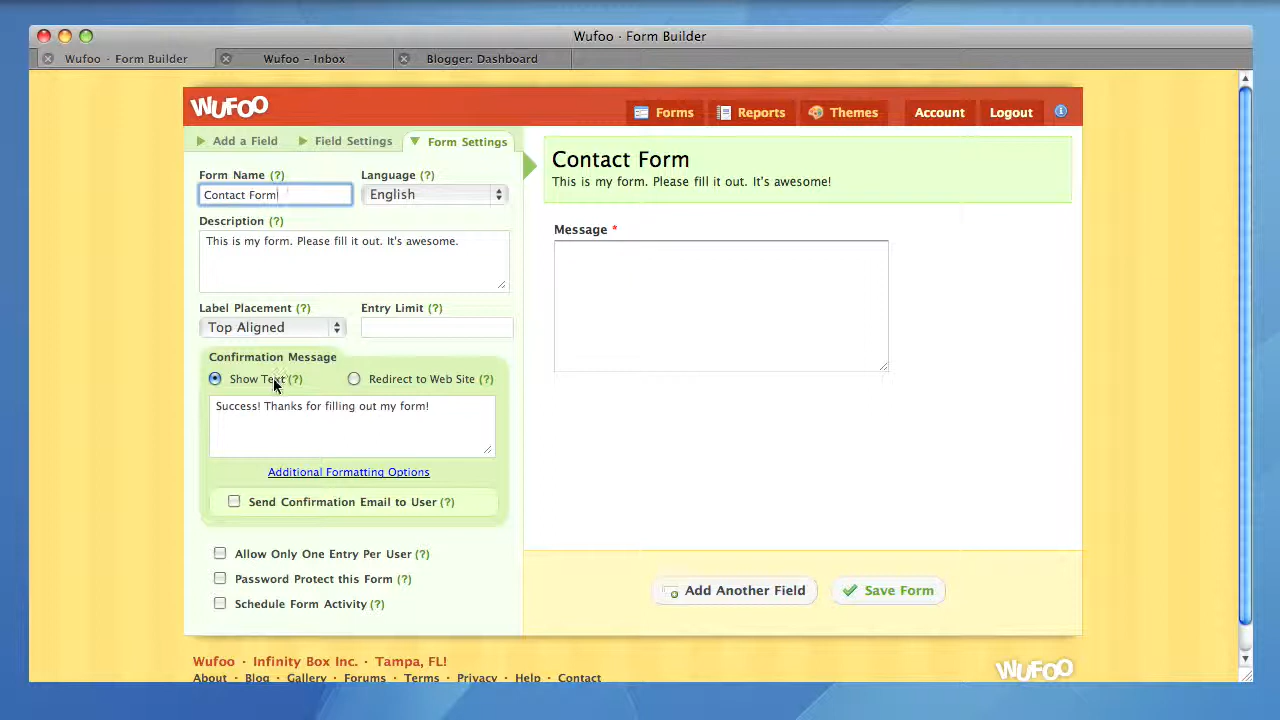 Wufoo · Form Builder
Wufoo · Form Builder
Wufoo - Inbox
Blogger: Dashboard
WUFOO
Forms
Reports
Themes
Account
Logout
Add a Field
Field Settings
Form Settings
Form Name (?)
Language (?)
Contact Form
English
Description (?)
This is my form. Please fill it out. It's awesome.
Label Placement (?)
Entry Limit (?)
Top Aligned
Confirmation Message
Show Text (?)
Redirect to Web Site (?)
Success! Thanks for filling out my form!
Additional Formatting Options
Send Confirmation Email to User (?)
Allow Only One Entry Per User (?)
Password Protect this Form (?)
Schedule Form Activity (?)
Contact Form
This is my form. Please fill it out. It's awesome!
Message *
Add Another Field
Save Form
Wufoo · Infinity Box Inc. · Tampa, FL!
About · Blog · Gallery · Forums · Terms · Privacy · Help · Contact
WUFOO